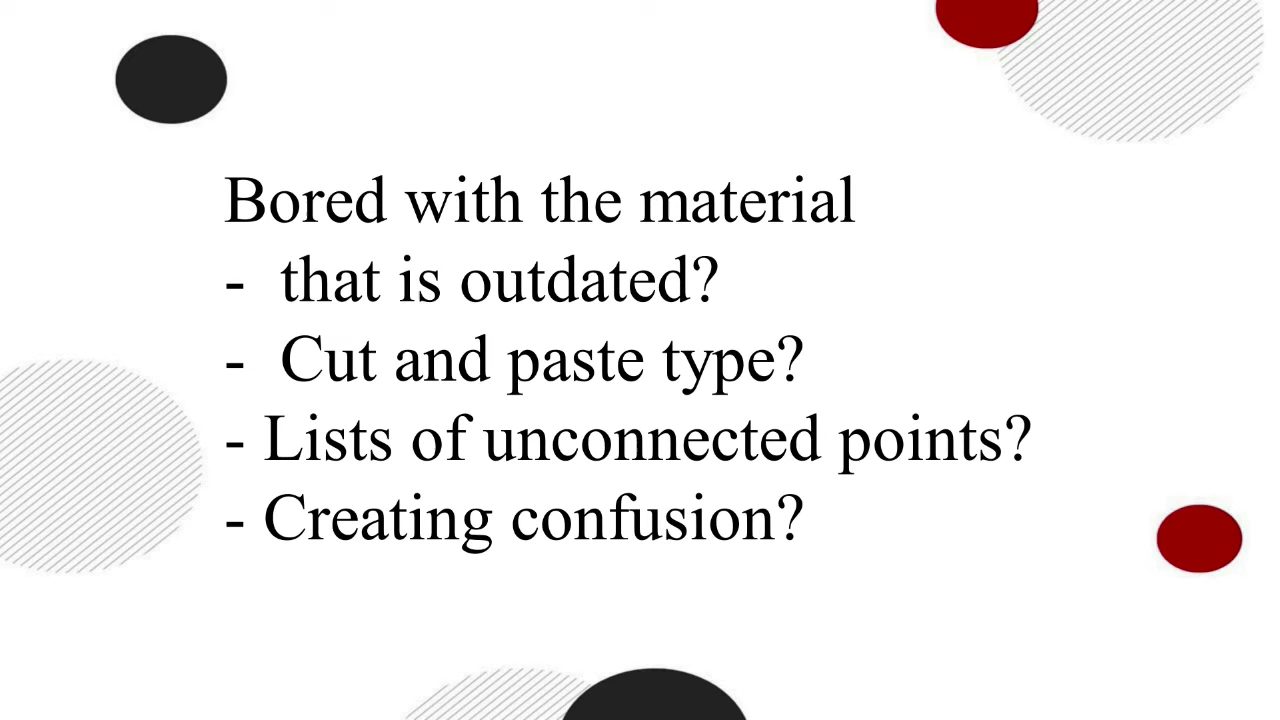 Bored with the material
-  that is outdated?
-  Cut and paste type?
- Lists of unconnected points?
- Creating confusion?